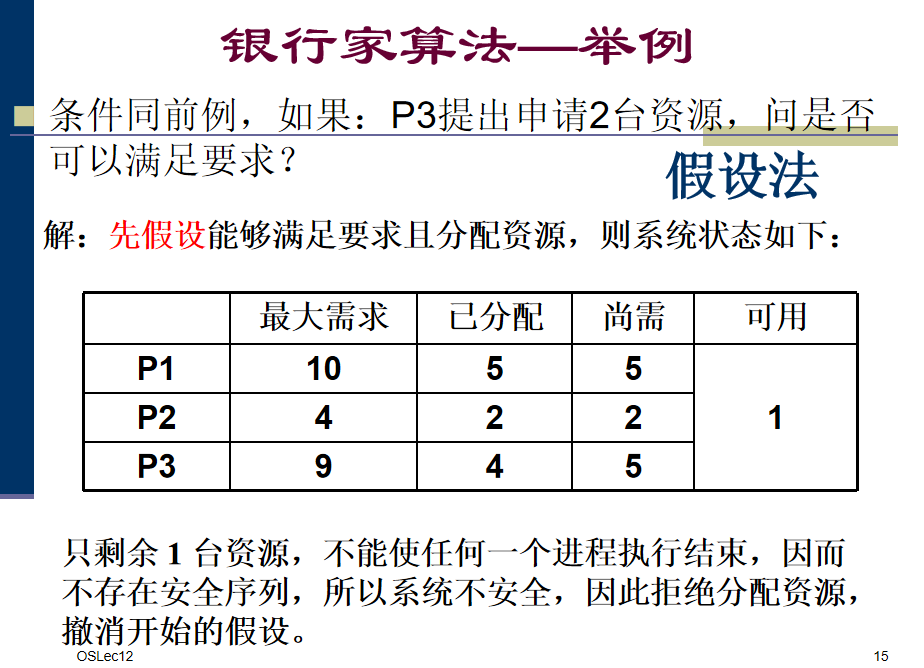 银行家算法—举例
条件同前例，如果：P3提出申请2台资源，问是否
可以满足要求？
假设法
解：先假设能够满足要求且分配资源，则系统状态如下：
最大需求 已分配 尚需 可用
P1 10 5 5
P2 4 2 2 1
P3 9 4 5
只剩余 1 台资源，不能使任何一个进程执行结束，因而
不存在安全序列，所以系统不安全，因此拒绝分配资源，
撤消开始的假设。
OSLec12 15